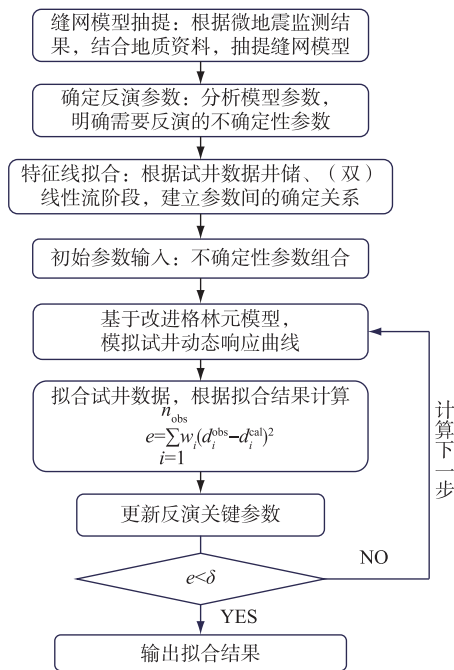 缝网模型抽提：根据微地震监测结
果，结合地质资料，抽提缝网模型
确定反演参数：分析模型参数，
明确需要反演的不确定性参数
特征线拟合：根据试井数据井储、（双）
线性流阶段，建立参数间的确定关系
初始参数输入：不确定性参数组合
基于改进格林元模型，
模拟试井动态响应曲线
拟合试井数据，根据拟合结果计算
n_obs
e=∑w_i(d_i^obs−d_i^cal)²
i=1
更新反演关键参数
e<δ
NO
计算下一步
YES
输出拟合结果